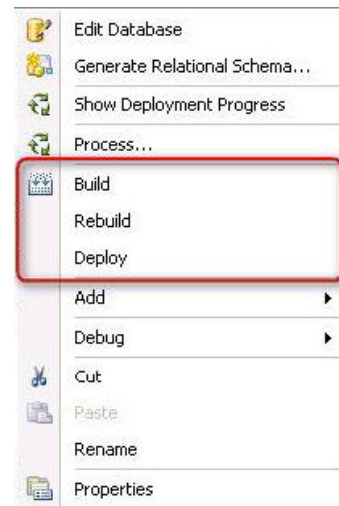 Edit Database
Generate Relational Schema...
Show Deployment Progress
Process...
Build
Rebuild
Deploy
Add
Debug
Cut
Paste
Rename
Properties